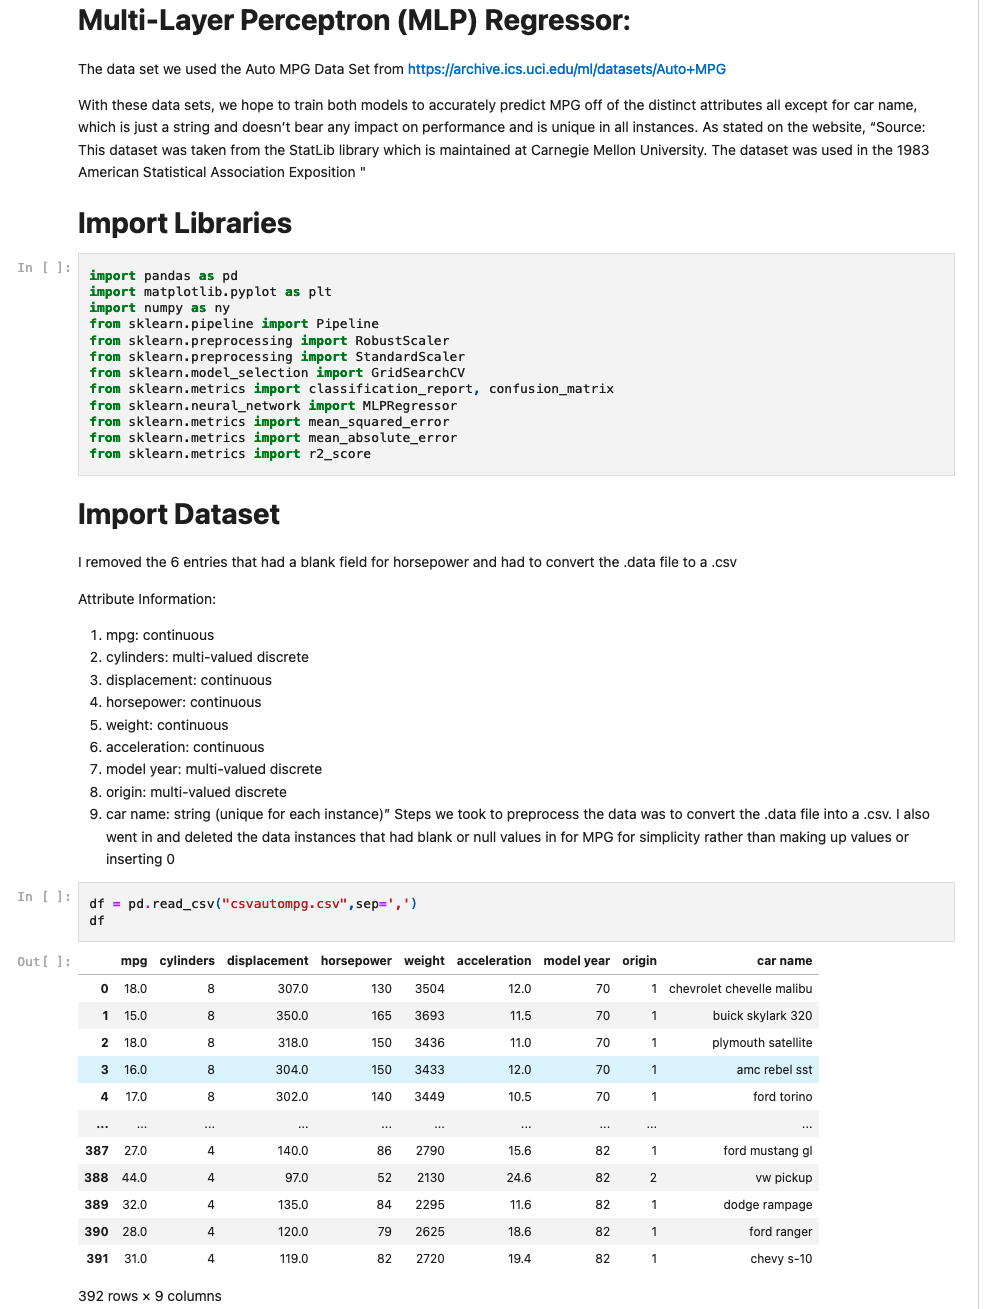 Multi-Layer Perceptron (MLP) Regressor:
The data set we used the Auto MPG Data Set from https://archive.ics.uci.edu/ml/datasets/Auto+MPG
With these data sets, we hope to train both models to accurately predict MPG off of the distinct attributes all except for car name,
which is just a string and doesn't bear any impact on performance and is unique in all instances. As stated on the website, “Source:
This dataset was taken from the StatLib library which is maintained at Carnegie Mellon University. The dataset was used in the 1983
American Statistical Association Exposition "
Import Libraries
In [ ]:
import pandas as pd
import matplotlib.pyplot as plt
import numpy as ny
from sklearn.pipeline import Pipeline
from sklearn.preprocessing import RobustScaler
from sklearn.preprocessing import StandardScaler
from sklearn.model_selection import GridSearchCV
from sklearn.metrics import classification_report, confusion_matrix
from sklearn.neural_network import MLPRegressor
from sklearn.metrics import mean_squared_error
from sklearn.metrics import mean_absolute_error
from sklearn.metrics import r2_score
Import Dataset
I removed the 6 entries that had a blank field for horsepower and had to convert the .data file to a .csv
Attribute Information:
1. mpg: continuous
2. cylinders: multi-valued discrete
3. displacement: continuous
4. horsepower: continuous
5. weight: continuous
6. acceleration: continuous
7. model year: multi-valued discrete
8. origin: multi-valued discrete
9. car name: string (unique for each instance)” Steps we took to preprocess the data was to convert the .data file into a .csv. I also
went in and deleted the data instances that had blank or null values in for MPG for simplicity rather than making up values or
inserting 0
In [ ]:
df = pd.read_csv("csvautompg.csv",sep=',')
df
Out[ ]:
mpg cylinders displacement horsepower weight acceleration model year origin car name
0 18.0 8 307.0 130 3504 12.0 70 1 chevrolet chevelle malibu
1 15.0 8 350.0 165 3693 11.5 70 1 buick skylark 320
2 18.0 8 318.0 150 3436 11.0 70 1 plymouth satellite
3 16.0 8 304.0 150 3433 12.0 70 1 amc rebel sst
4 17.0 8 302.0 140 3449 10.5 70 1 ford torino
... ... ... ... ... ... ... ... ... ...
387 27.0 4 140.0 86 2790 15.6 82 1 ford mustang gl
388 44.0 4 97.0 52 2130 24.6 82 2 vw pickup
389 32.0 4 135.0 84 2295 11.6 82 1 dodge rampage
390 28.0 4 120.0 79 2625 18.6 82 1 ford ranger
391 31.0 4 119.0 82 2720 19.4 82 1 chevy s-10
392 rows × 9 columns